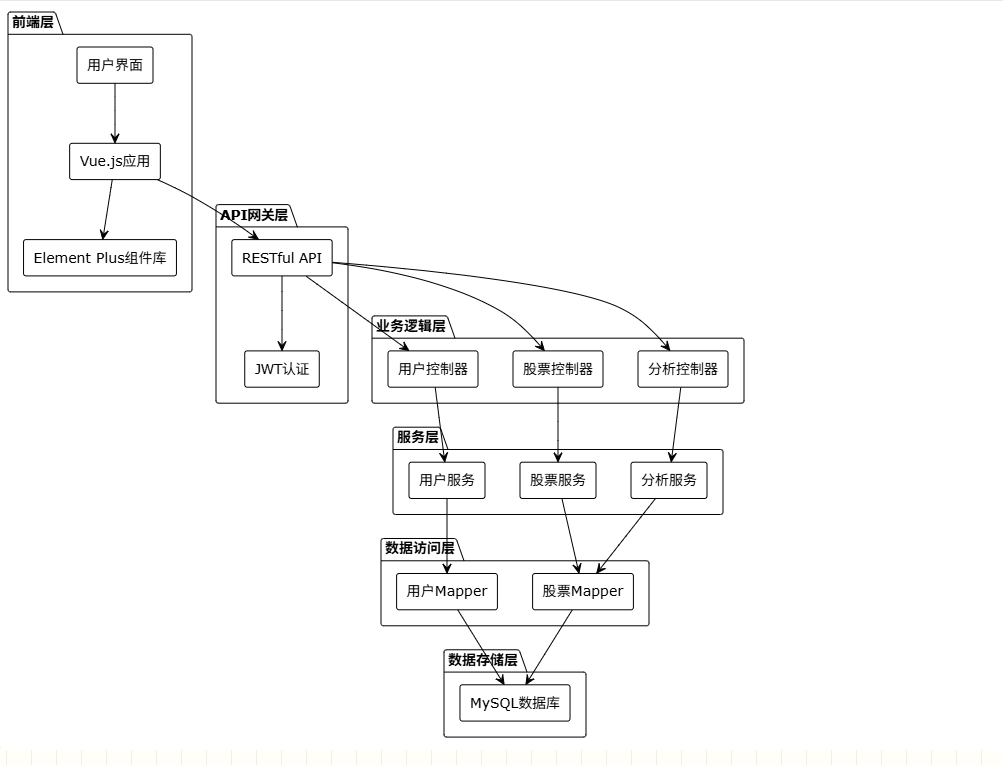 前端层
用户界面
Vue.js应用
Element Plus组件库
API网关层
RESTful API
JWT认证
业务逻辑层
用户控制器
股票控制器
分析控制器
服务层
用户服务
股票服务
分析服务
数据访问层
用户Mapper
股票Mapper
数据存储层
MySQL数据库